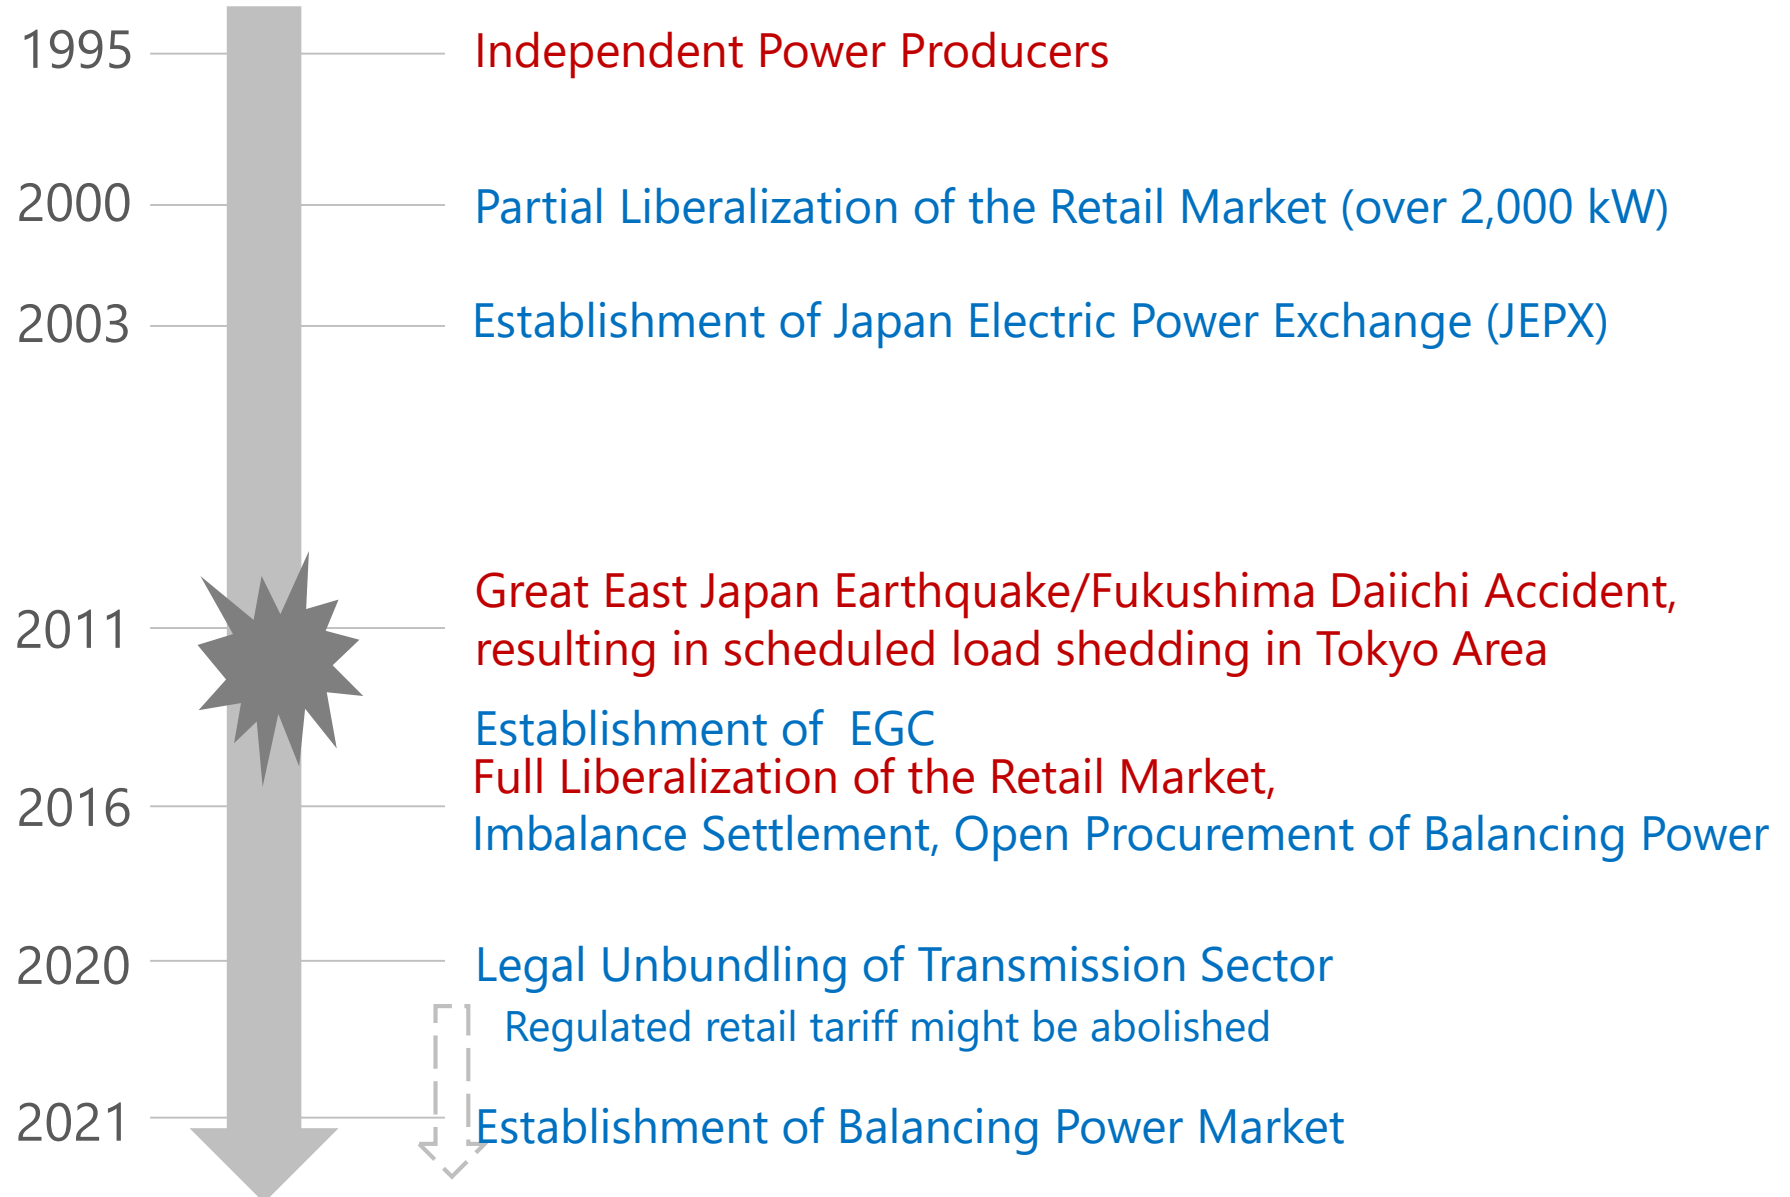 1995 Independent Power Producers
2000 Partial Liberalization of the Retail Market (over 2,000 kW)
2003 Establishment of Japan Electric Power Exchange (JEPX)
2011 Great East Japan Earthquake/Fukushima Daiichi Accident,
resulting in scheduled load shedding in Tokyo Area
Establishment of  EGC
Full Liberalization of the Retail Market,
2016 Imbalance Settlement, Open Procurement of Balancing Power
2020 Legal Unbundling of Transmission Sector
Regulated retail tariff might be abolished
2021 Establishment of Balancing Power Market